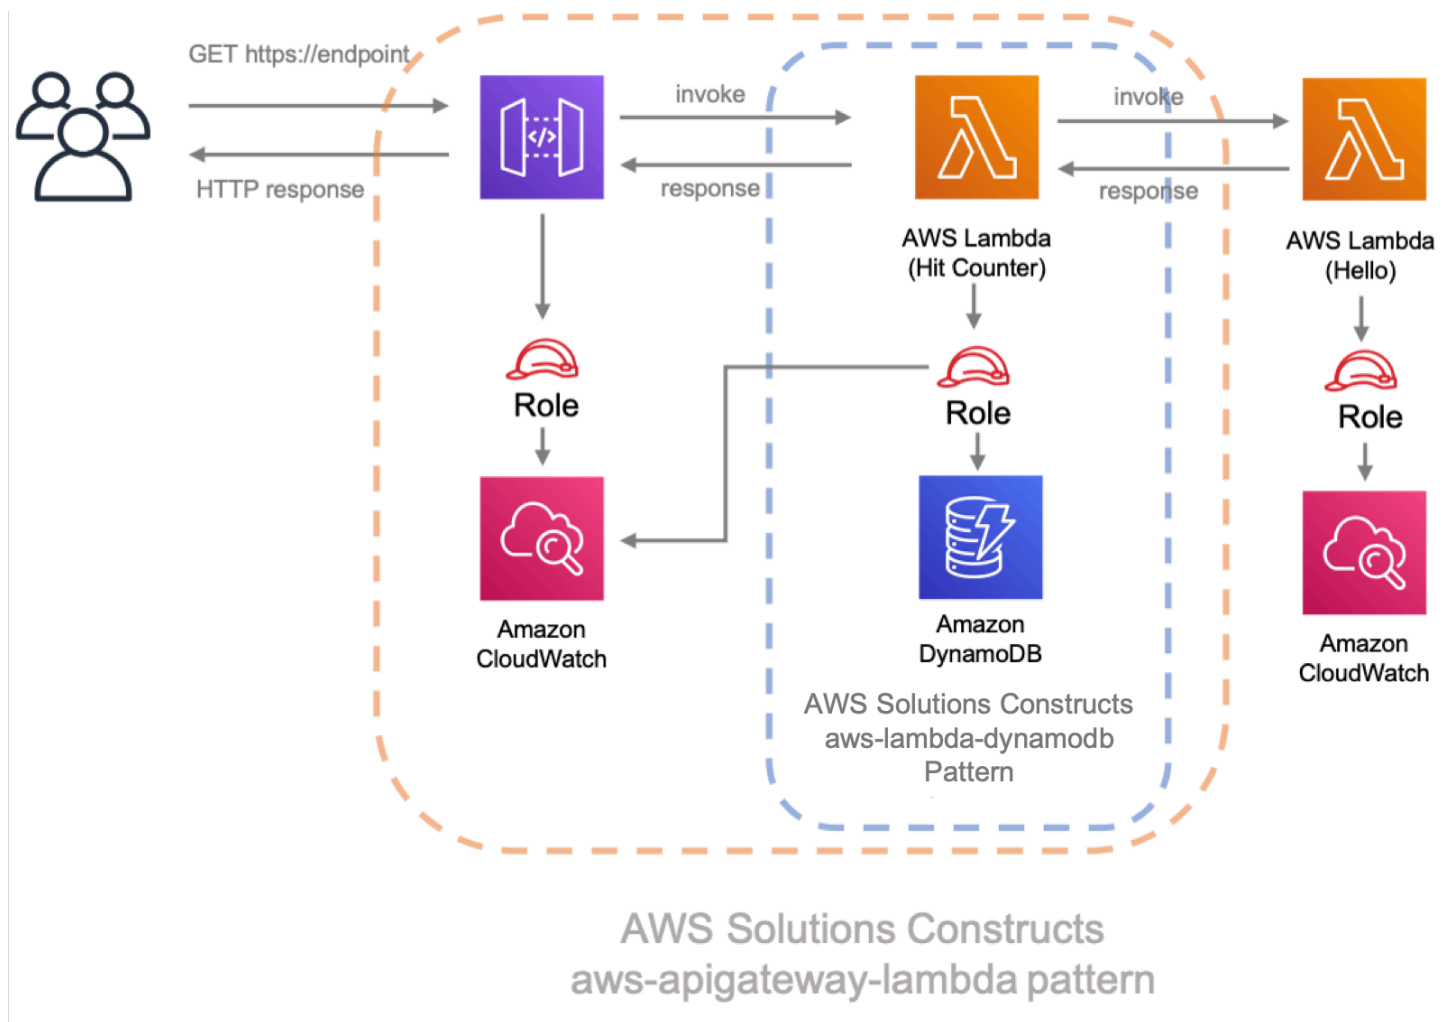 GET https://endpoint
HTTP response
invoke
response
invoke
response
AWS Lambda
(Hit Counter)
AWS Lambda
(Hello)
Role
Role
Role
Amazon
CloudWatch
Amazon
DynamoDB
Amazon
CloudWatch
AWS Solutions Constructs
aws-lambda-dynamodb
Pattern
AWS Solutions Constructs
aws-apigateway-lambda pattern